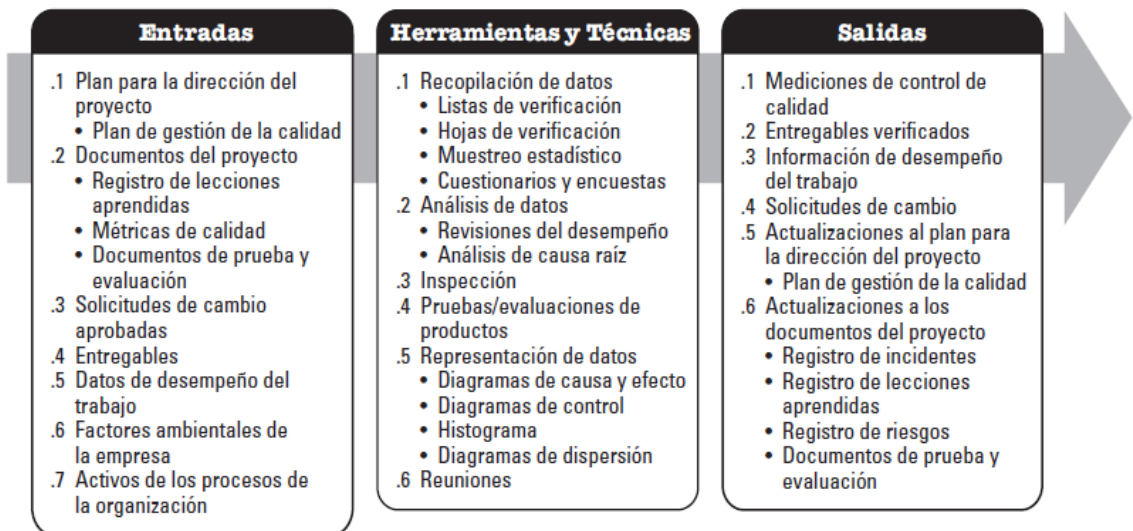 Entradas
.1 Plan para la dirección del
proyecto
• Plan de gestión de la calidad
.2 Documentos del proyecto
• Registro de lecciones
aprendidas
• Métricas de calidad
• Documentos de prueba y
evaluación
.3 Solicitudes de cambio
aprobadas
.4 Entregables
.5 Datos de desempeño del
trabajo
.6 Factores ambientales de
la empresa
.7 Activos de los procesos de
la organización
Herramientas y Técnicas
.1 Recopilación de datos
• Listas de verificación
• Hojas de verificación
• Muestreo estadístico
• Cuestionarios y encuestas
.2 Análisis de datos
• Revisiones del desempeño
• Análisis de causa raíz
.3 Inspección
.4 Pruebas/evaluaciones de
productos
.5 Representación de datos
• Diagramas de causa y efecto
• Diagramas de control
• Histograma
• Diagramas de dispersión
.6 Reuniones
Salidas
.1 Mediciones de control de
calidad
.2 Entregables verificados
.3 Información de desempeño
del trabajo
.4 Solicitudes de cambio
.5 Actualizaciones al plan para
la dirección del proyecto
• Plan de gestión de la calidad
.6 Actualizaciones a los
documentos del proyecto
• Registro de incidentes
• Registro de lecciones
aprendidas
• Registro de riesgos
• Documentos de prueba y
evaluación